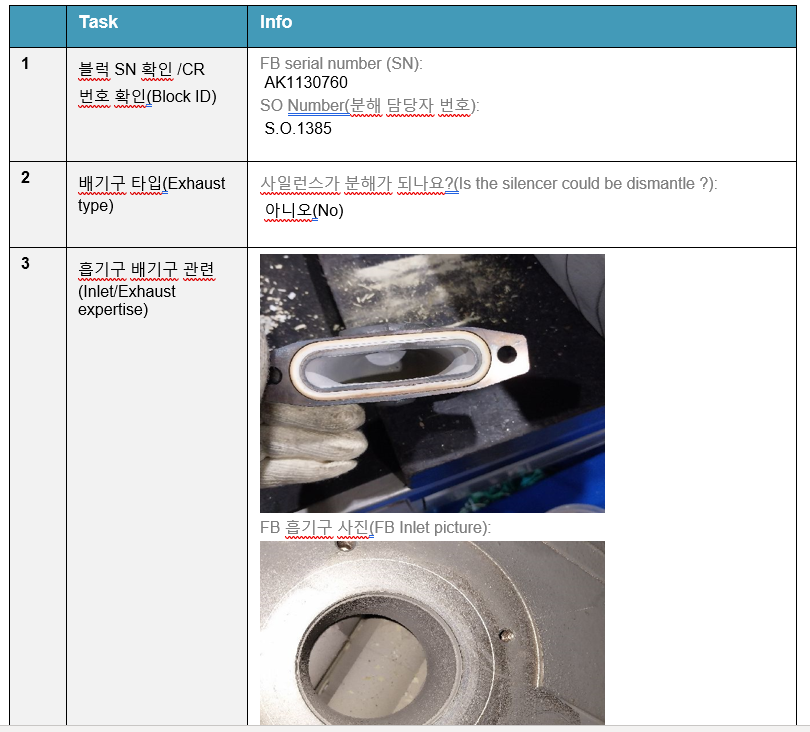 Task
Info
1
블럭 SN 확인 /CR
번호 확인(Block ID)
FB serial number (SN):
AK1130760
SO Number(분해 담당자 번호):
S.O.1385
2
배기구 타입(Exhaust
type)
사일런스가 분해가 되나요?(Is the silencer could be dismantle ?):
아니오(No)
3
흡기구 배기구 관련
(Inlet/Exhaust
expertise)
FB 흡기구 사진(FB Inlet picture):